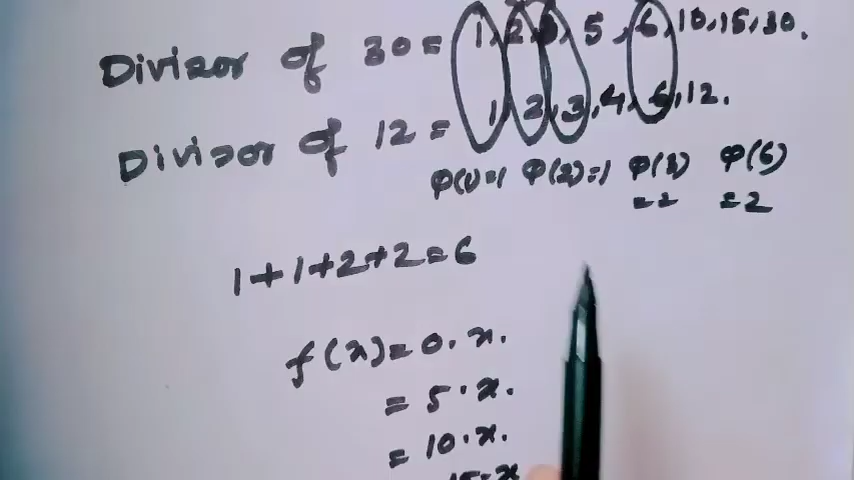 Divisor of 30 = 1, 2, 3, 5, 6, 10, 15, 30.
Divisor of 12 = 1, 2, 3, 4, 6, 12.
φ(1)=1 φ(2)=1 φ(3)=2 φ(6)=2
1+1+2+2=6
f(x)=0.x.
= 5.x.
= 10.x.
15.x